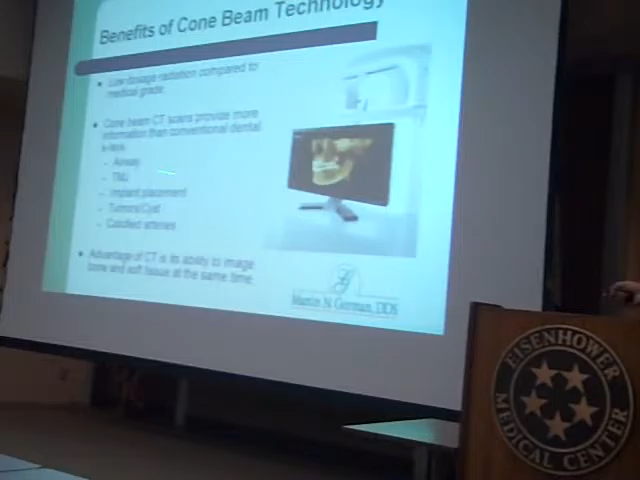 Benefits of Cone Beam Technology
• Low dosage radiation compared to
medical grade
• Cone beam CT scans provide more
information than conventional dental
x-rays
- Airway
- TMJ
- Implant placement
- Tumors/Cyst
- Calcified arteries
• Advantage of CT is its ability to image
bone and soft tissue at the same time
Martin N. Gorman, DDS
EISENHOWER
MEDICAL CENTER